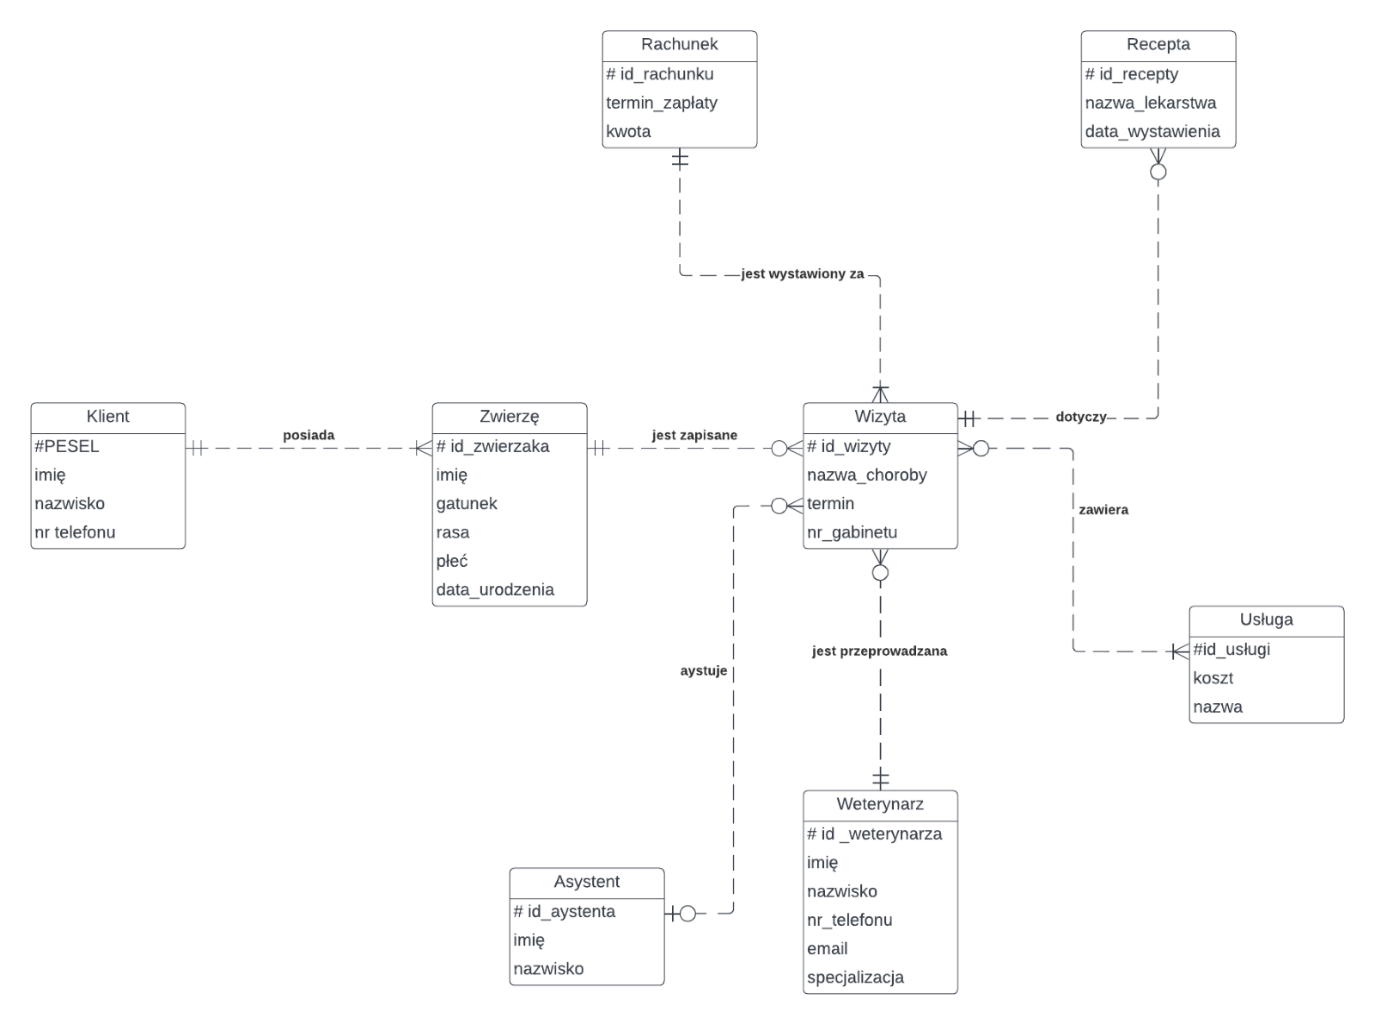 Rachunek
# id_rachunku
termin_zapłaty
kwota
Recepta
# id_recepty
nazwa_lekarstwa
data_wystawienia
jest wystawiony za
Klient
#PESEL
imię
nazwisko
nr telefonu
posiada
Zwierzę
# id_zwierzaka
imię
gatunek
rasa
płeć
data_urodzenia
jest zapisane
Wizyta
# id_wizyty
nazwa_choroby
termin
nr_gabinetu
dotyczy
zawiera
Usługa
#id_usługi
koszt
nazwa
jest przeprowadzana
aystuje
Weterynarz
# id _weterynarza
imię
nazwisko
nr_telefonu
email
specjalizacja
Asystent
# id_aystenta
imię
nazwisko